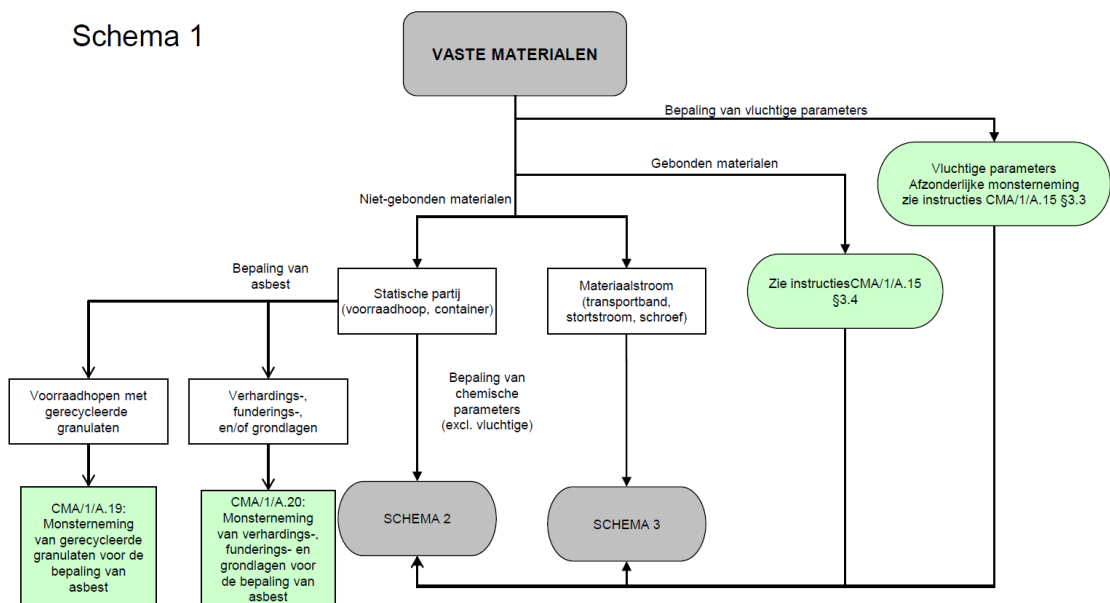 Schema 1
VASTE MATERIALEN
Bepaling van vluchtige parameters
Gebonden materialen
Vluchtige parameters
Afzonderlijke monsterneming
zie instructies CMA/1/A.15 §3.3
Niet-gebonden materialen
Bepaling van
asbest
Statische partij
(voorraadhoop, container)
Materiaalstroom
(transportband,
stortstroom, schroef)
Zie instructiesCMA/1/A.15
§3.4
Voorraadhopen met
gerecycleerde
granulaten
Verhardings-,
funderings-,
en/of grondlagen
Bepaling van
chemische
parameters
(excl. vluchtige)
CMA/1/A.19:
Monsterneming
van gerecycleerde
granulaten voor de
bepaling van
asbest
CMA/1/A.20:
Monsterneming
van verhardings-,
funderings- en
grondlagen voor
de bepaling van
asbest
SCHEMA 2
SCHEMA 3